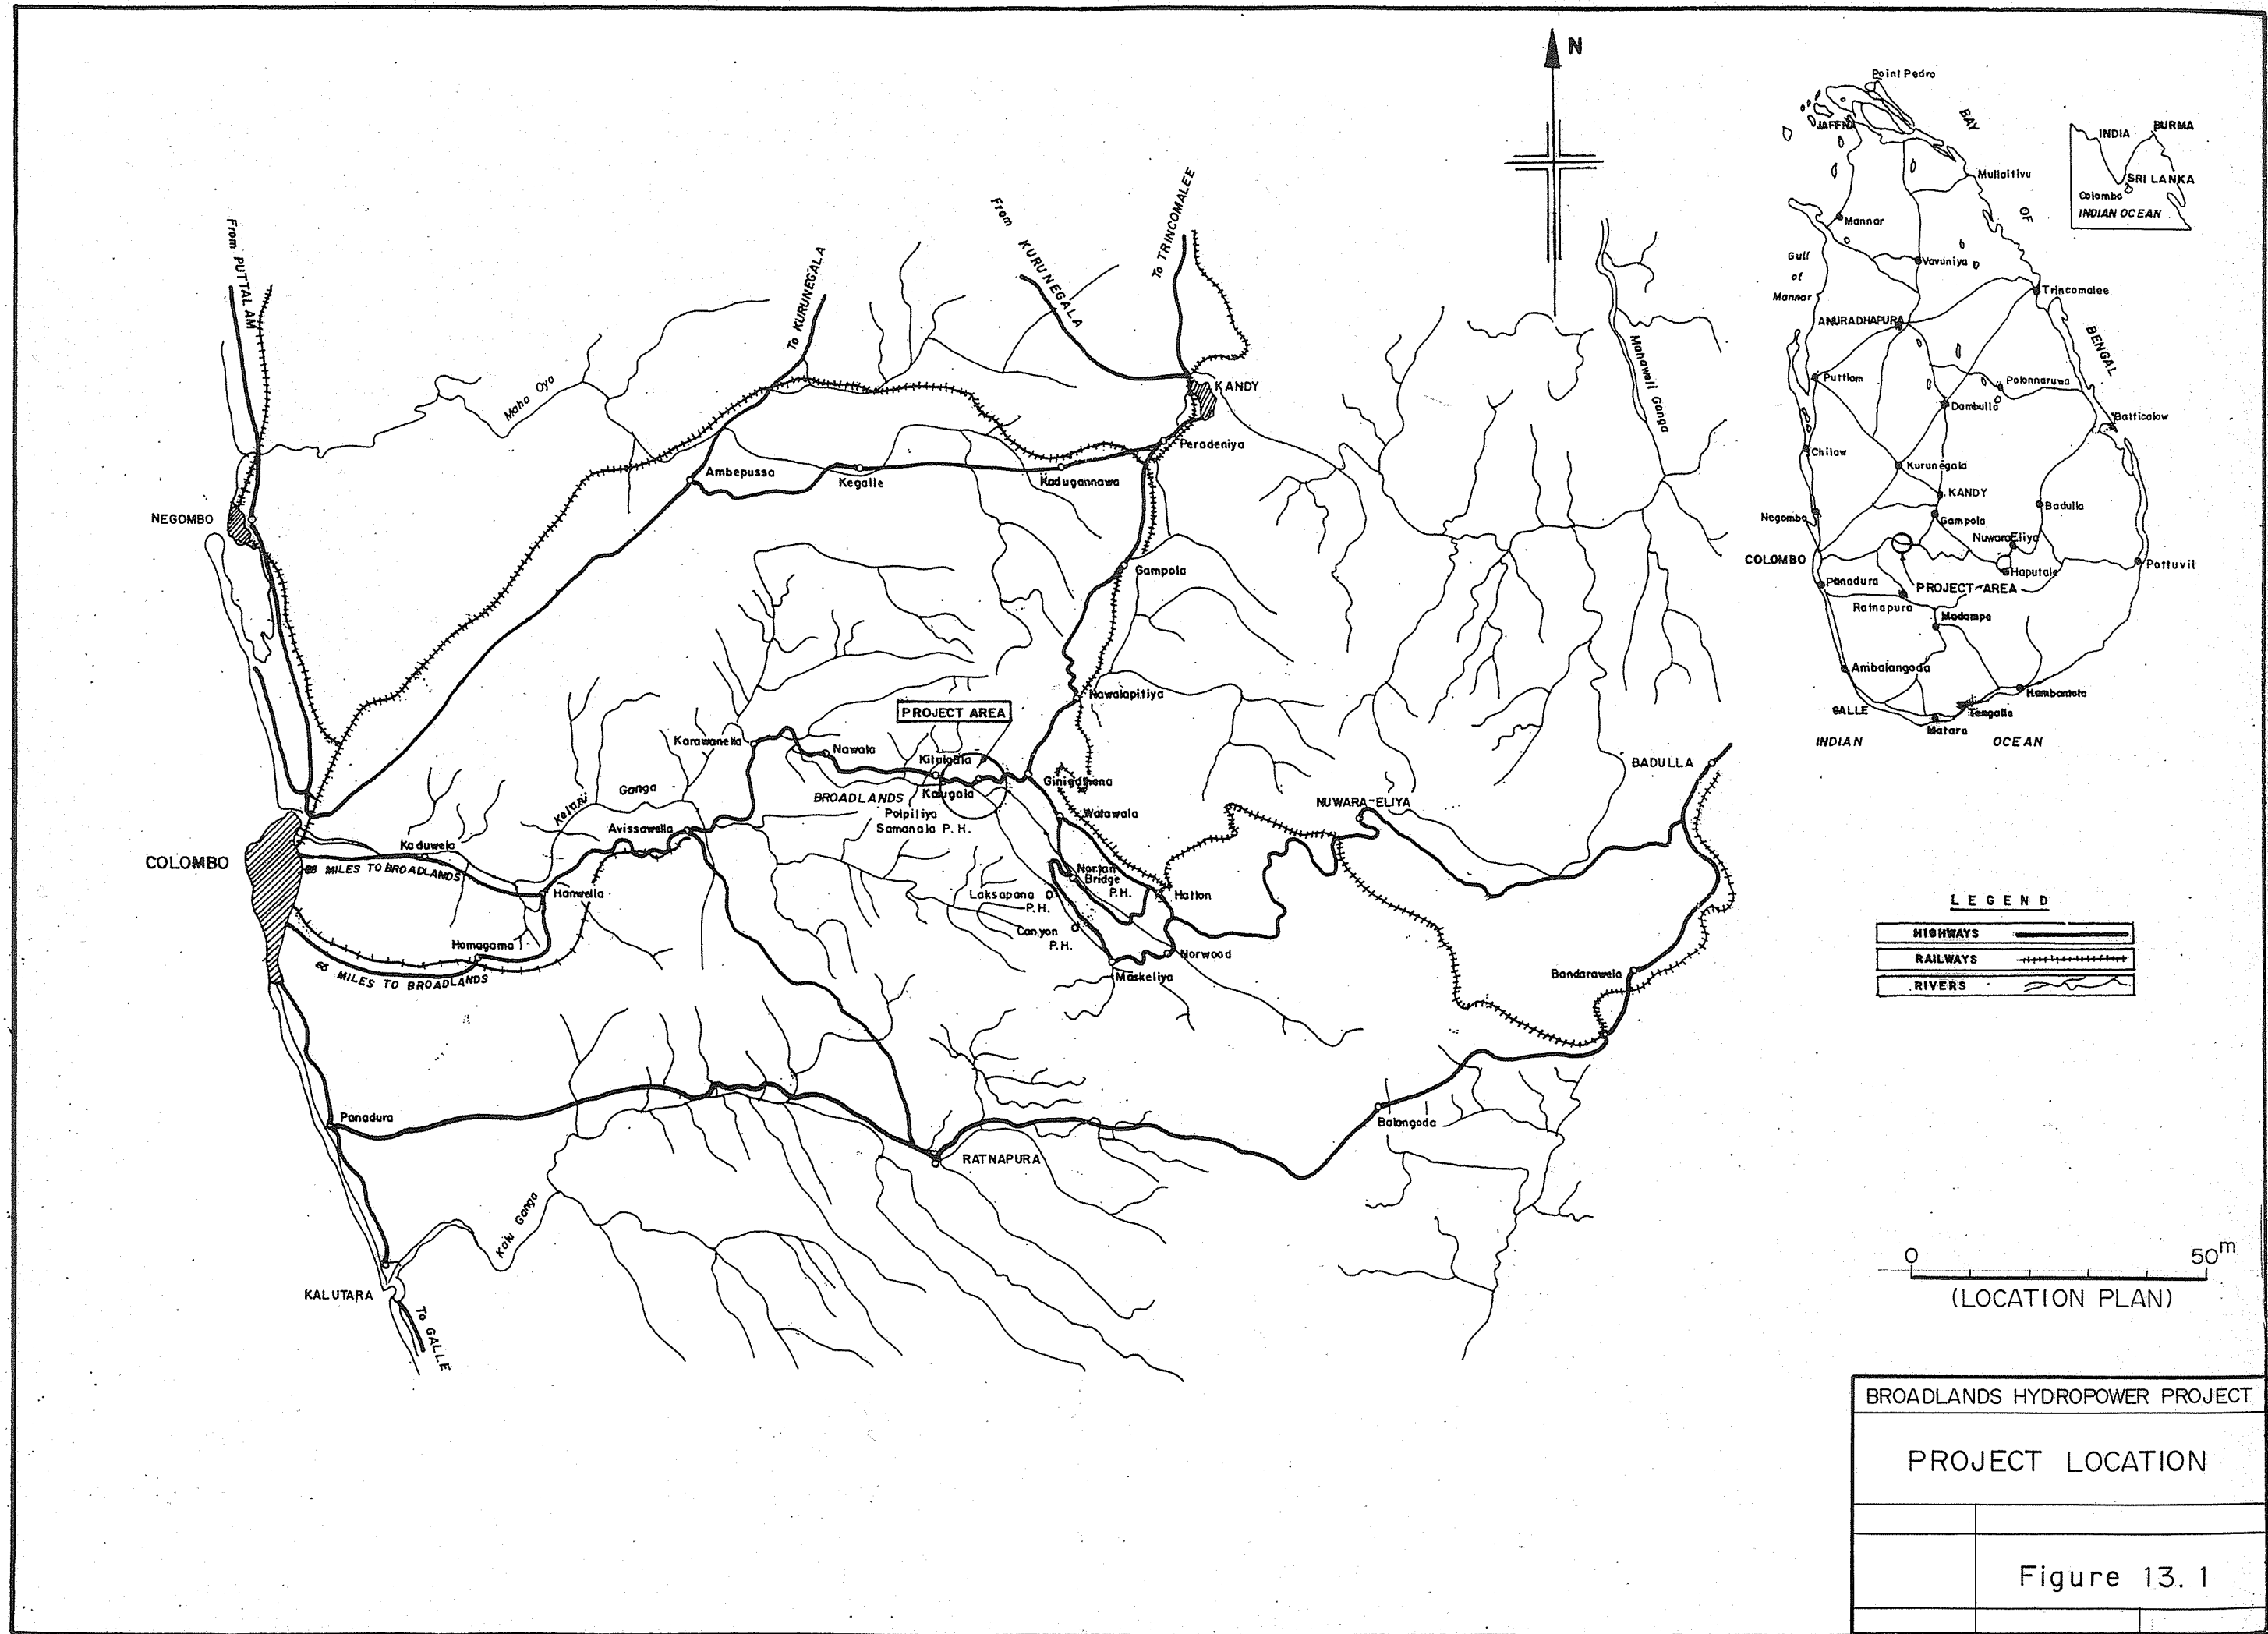 N
From PUTTALAM
To KURUNEGALA
From KURUNEGALA
To TRINCOMALEE
Maha Oya
Mahaweli Ganga
KANDY
Peradeniya
Ambepussa
Kegalle
Kadugannawa
NEGOMBO
Gampola
Nawalapitiya
PROJECT AREA
Karawanella
Nawata
Kitulgala
Ginigathena
BADULLA
Kelani Ganga
BROADLANDS
Kalugala
Polpitiya
Samanala P.H.
Watawala
NUWARA-ELIYA
Avissawella
COLOMBO
Kaduwela
MILES TO BROADLANDS
Norton
Bridge
P.H.
Laksapana
P.H.
Hatton
Hanwella
Canyon
P.H.
Homagama
Norwood
66 MILES TO BROADLANDS
Maskeliya
Bandarawela
Panadura
Balangoda
RATNAPURA
Kalu Ganga
KALUTARA
To GALLE
Point Pedro
JAFFNA
BAY
OF
BENGAL
Mullaitivu
Mannar
Gulf
of
Mannar
Vavuniya
Trincomalee
ANURADHAPURA
Puttlam
Polonnaruwa
Dambulla
Batticalow
Chilaw
Kurunegala
KANDY
Badulla
Negombo
Gampola
NuwaraEliya
COLOMBO
Haputale
Pottuvil
Panadura
PROJECT AREA
Ratnapura
Madampe
Ambalangoda
Hambantota
GALLE
Tangalle
Matara
INDIAN OCEAN
INDIA
BURMA
SRI LANKA
Colombo
INDIAN OCEAN
LEGEND
HIGHWAYS
RAILWAYS
RIVERS
0 50m
(LOCATION PLAN)
BROADLANDS HYDROPOWER PROJECT
PROJECT LOCATION
Figure 13.1